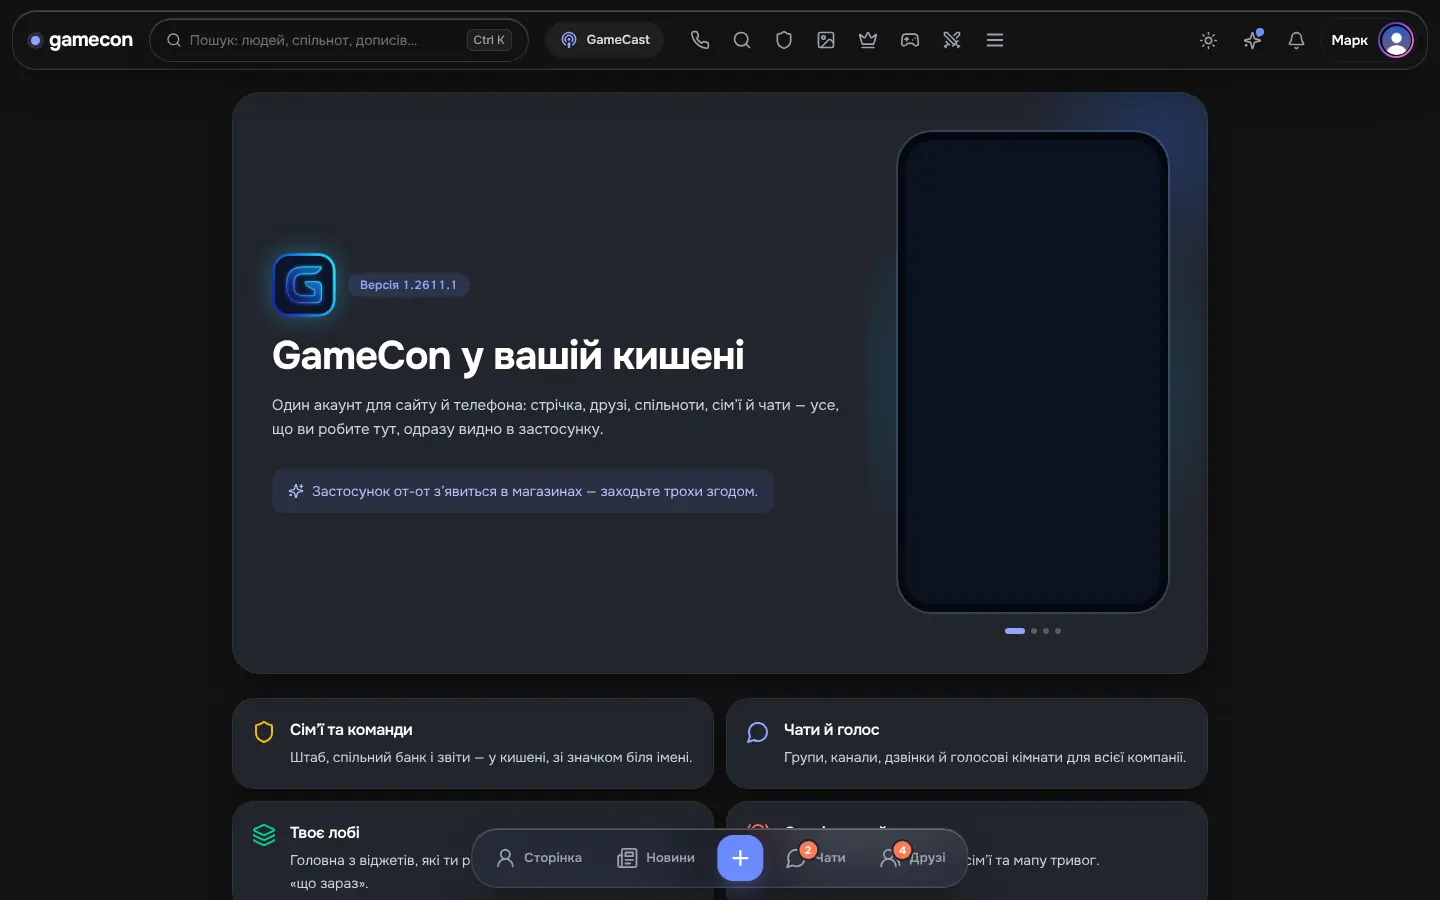 gamecon
Пошук: людей, спільнот, дописів...
Ctrl K
GameCast
Марк
Версія 1.2611.1
GameCon у вашій кишені
Один акаунт для сайту й телефона: стрічка, друзі, спільноти, сім’ї й чати — усе,
що ви робите тут, одразу видно в застосунку.
Застосунок от-от з’явиться в магазинах — заходьте трохи згодом.
Сім’ї та команди
Штаб, спільний банк і звіти — у кишені, зі значком біля імені.
Чати й голос
Групи, канали, дзвінки й голосові кімнати для всієї компанії.
Твоє лобі
Головна з віджетів, які ти
«що зараз».
сім’ї та мапу тривог.
Сторінка
Новини
2
Чати
4
Друзі